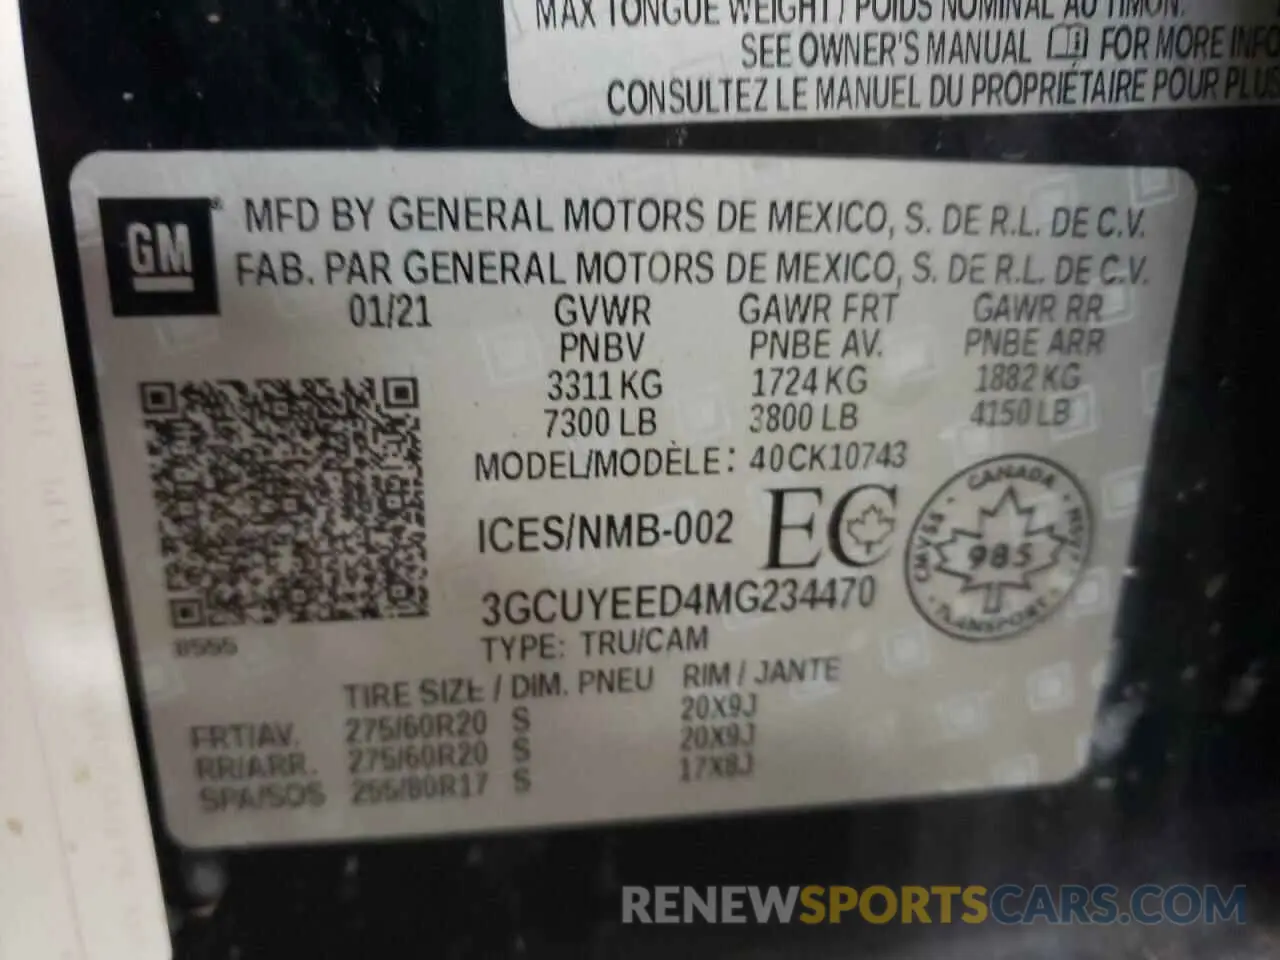 MAX TONGUE WEIGHT / POIDS NOMINAL AU TIMON.
SEE OWNER'S MANUAL FOR MORE INFO
CONSULTEZ LE MANUEL DU PROPRIÉTAIRE POUR PLUS
GM ® MFD BY GENERAL MOTORS DE MEXICO, S. DE R.L. DE C.V.
FAB. PAR GENERAL MOTORS DE MEXICO, S. DE R.L. DE C.V.
01/21 GVWR GAWR FRT GAWR RR
PNBV PNBE AV. PNBE ARR
3311 KG 1724 KG 1882 KG
7300 LB 3800 LB 4150 LB
MODEL/MODÈLE: 40CK10743
ICES/NMB-002 EC
CANADA CMVSS 985 NSVC TRANSPORT
3GCUYEED4MG234470
TYPE: TRU/CAM
TIRE SIZE / DIM. PNEU RIM / JANTE
FRT/AV. 275/60R20 S 20X9J
RR/ARR. 275/60R20 S 20X9J
SPA/SOS 255/80R17 S 17X8J
RENEWSPORTSCARS.COM